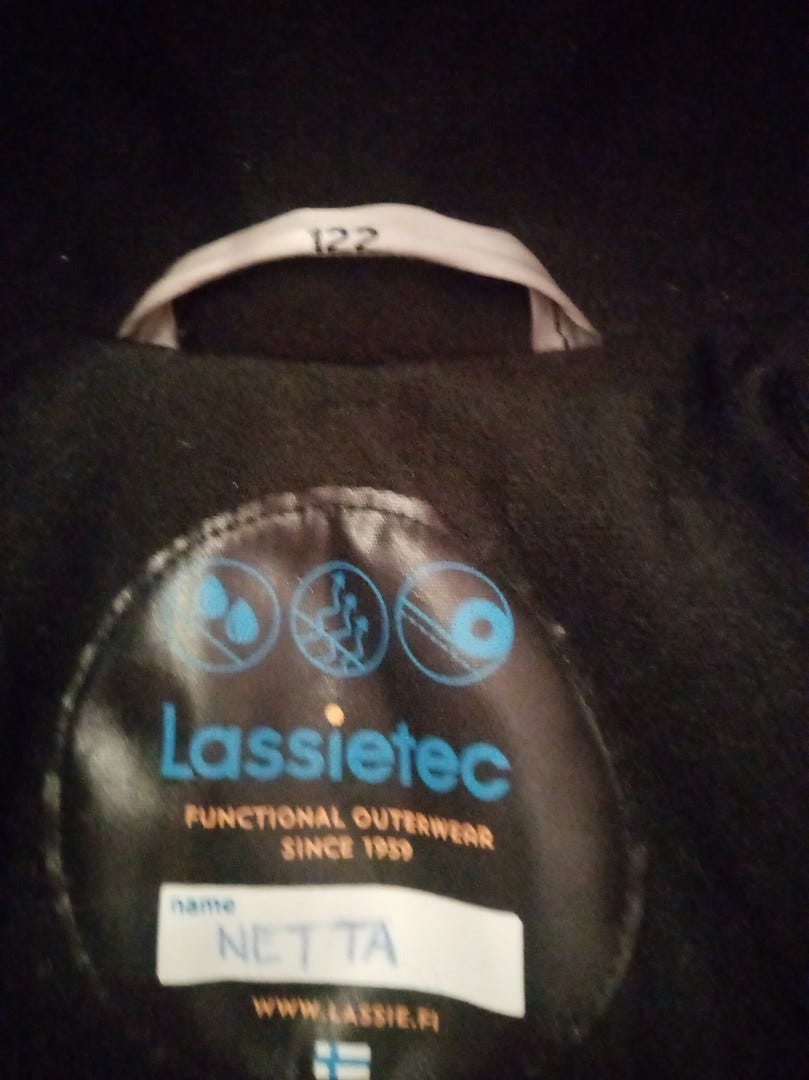 122
Lassietec
FUNCTIONAL OUTERWEAR
SINCE 1959
name
NETTA
WWW.LASSIE.FI